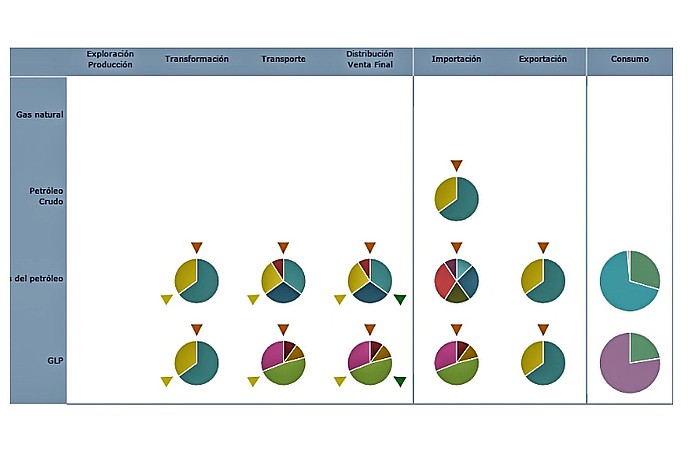 Exploración
Producción
Transformación
Transporte
Distribución
Venta Final
Importación
Exportación
Consumo
Gas natural
Petróleo
Crudo
s del petróleo
GLP